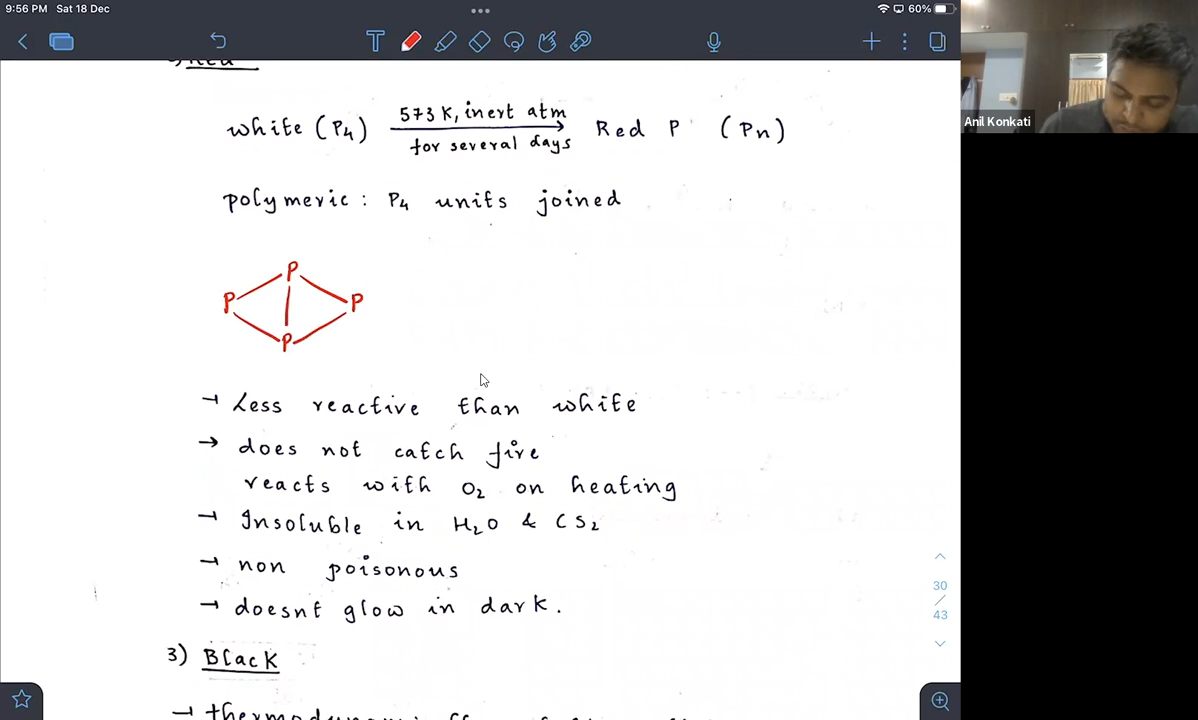 9:56 PM Sat 18 Dec
60%
Anil Konkati
573 K, inert atm
white (P4) Red P (Pn)
for several days
polymeric: P4 units joined
P
P P
P
→ Less reactive than white
→ does not catch fire
reacts with O2 on heating
→ Insoluble in H2O & CS2
→ non poisonous
→ doesnt glow in dark.
30
/
43
3) Black